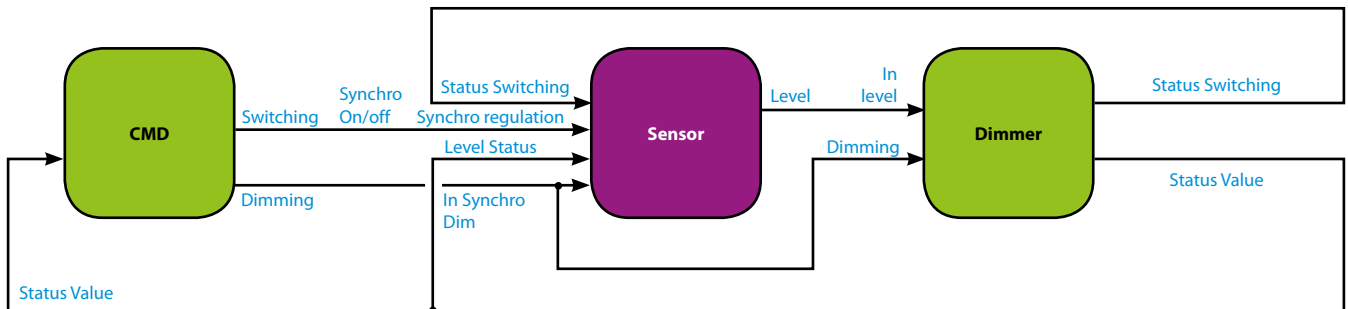 Status Switching
In
level
Status Switching
Synchro
On/off
Level
Switching
Synchro regulation
CMD
Sensor
Dimmer
Level Status
Dimming
Status Value
Dimming
In Synchro
Dim
Status Value